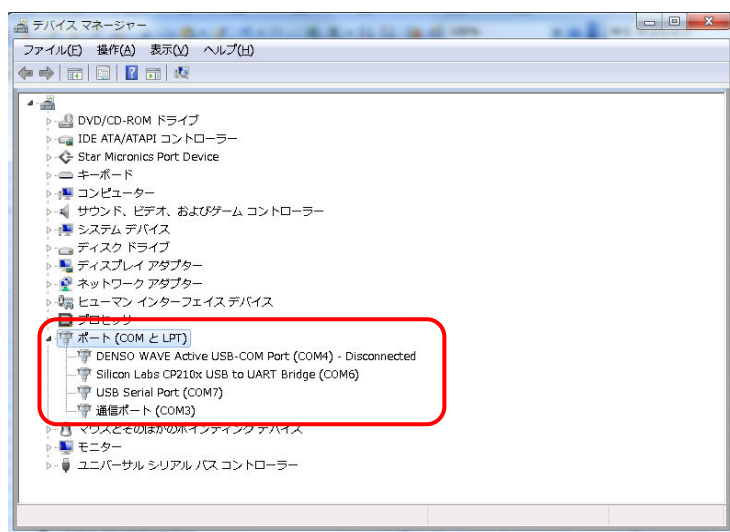 デバイス マネージャー
ファイル(F) 操作(A) 表示(V) ヘルプ(H)
DVD/CD-ROM ドライブ
IDE ATA/ATAPI コントローラー
Star Micronics Port Device
キーボード
コンピューター
サウンド、ビデオ、およびゲーム コントローラー
システム デバイス
ディスク ドライブ
ディスプレイ アダプター
ネットワーク アダプター
ヒューマン インターフェイス デバイス
プロセッサ
ポート (COM と LPT)
DENSO WAVE Active USB-COM Port (COM4) - Disconnected
Silicon Labs CP210x USB to UART Bridge (COM6)
USB Serial Port (COM7)
通信ポート (COM3)
マウスとそのほかのポインティング デバイス
モニター
ユニバーサル シリアル バス コントローラー